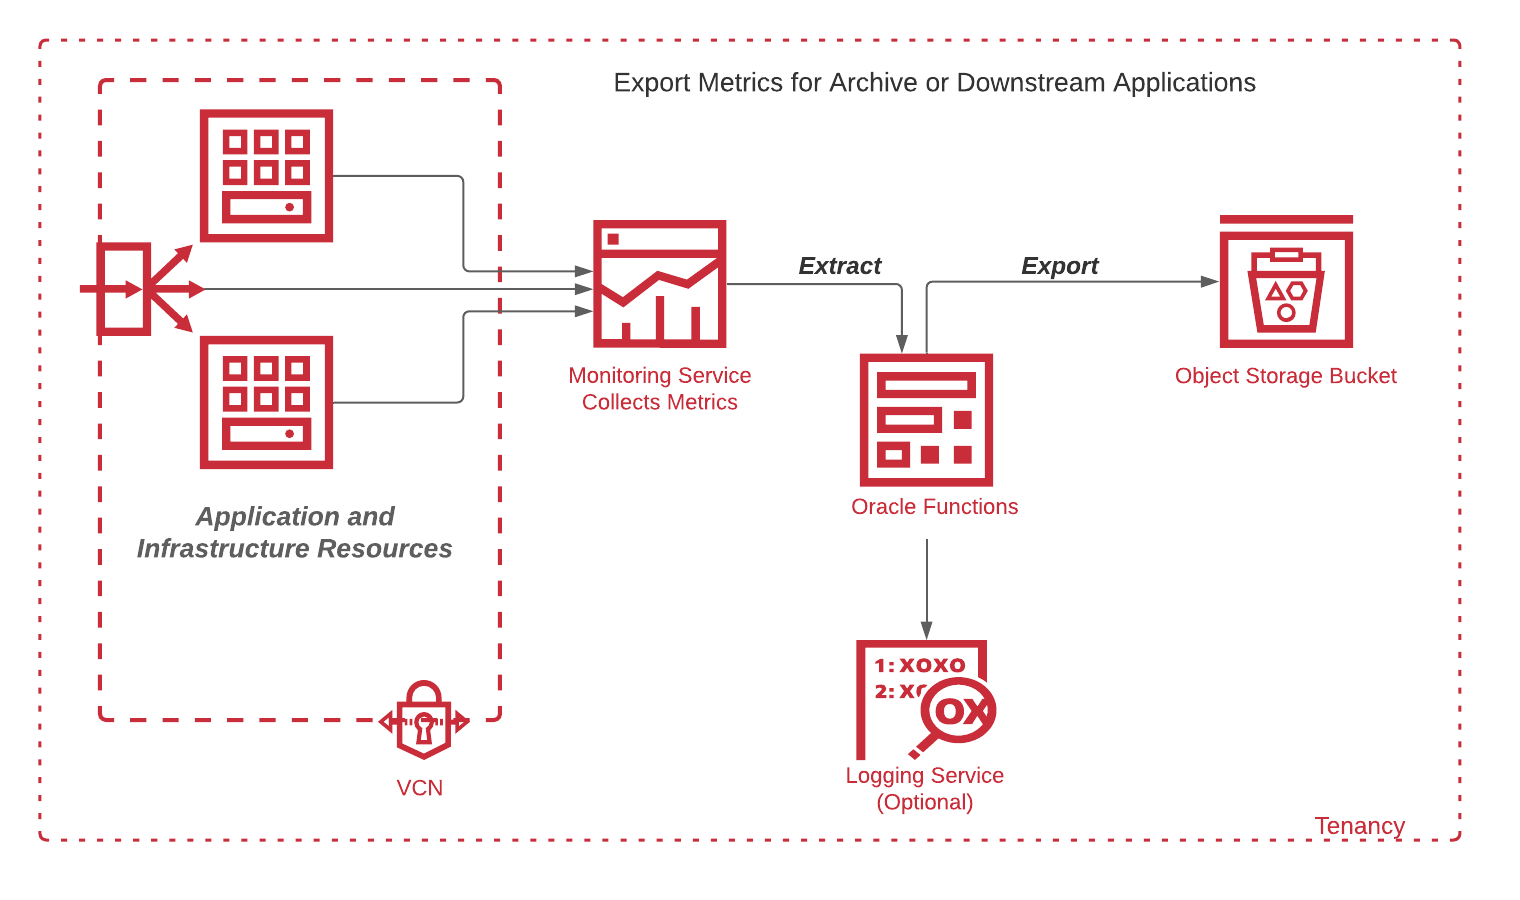 Export Metrics for Archive or Downstream Applications
Extract
Export
Monitoring Service
Collects Metrics
Object Storage Bucket
Oracle Functions
Application and
Infrastructure Resources
1: XOXO
2: XO
OX
Logging Service
(Optional)
VCN
Tenancy